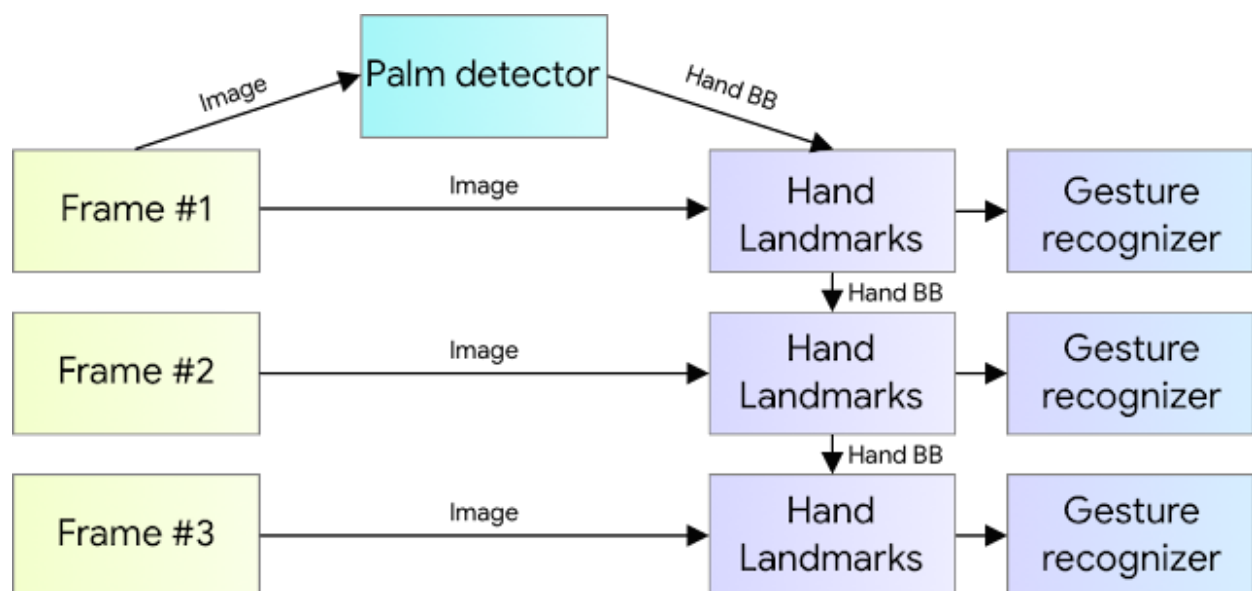 Palm detector
Image
Hand BB
Frame #1
Image
Hand
Landmarks
Gesture
recognizer
Hand BB
Frame #2
Image
Hand
Landmarks
Gesture
recognizer
Hand BB
Frame #3
Image
Hand
Landmarks
Gesture
recognizer